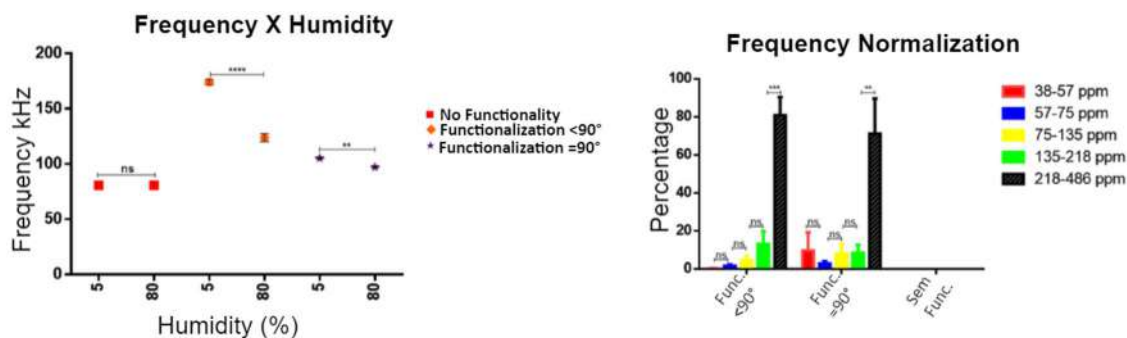 Frequency X Humidity
Frequency kHz
200
150
100
50
0
ns
****
**
5
80
5
80
5
80
Humidity (%)
No Functionality
Functionalization <90°
Functionalization =90°
Frequency Normalization
Percentage
100
80
60
40
20
0
ns
ns
ns
***
ns
ns
ns
**
Func. <90°
Func. =90°
Sem Func.
38-57 ppm
57-75 ppm
75-135 ppm
135-218 ppm
218-486 ppm